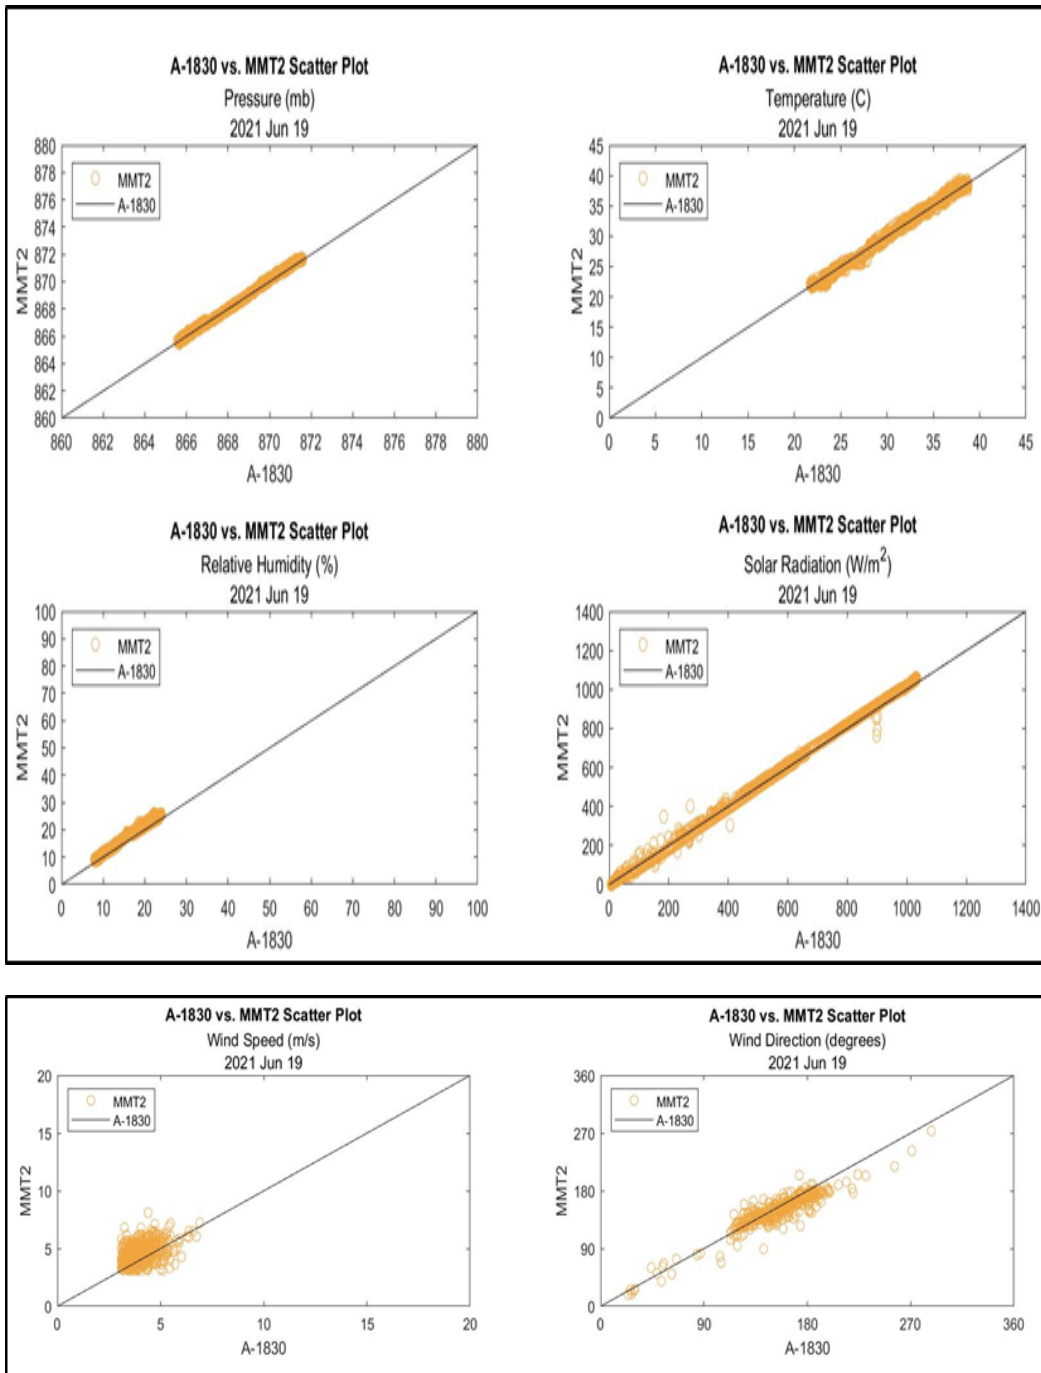 A-1830 vs. MMT2 Scatter Plot
Pressure (mb)
2021 Jun 19
880
878
876
874
872
870
868
866
864
862
860
MMT2
MMT2
A-1830
860 862 864 866 868 870 872 874 876 878 880
A-1830
A-1830 vs. MMT2 Scatter Plot
Temperature (C)
2021 Jun 19
45
40
35
30
25
20
15
10
5
0
MMT2
MMT2
A-1830
0 5 10 15 20 25 30 35 40 45
A-1830
A-1830 vs. MMT2 Scatter Plot
Relative Humidity (%)
2021 Jun 19
100
90
80
70
60
50
40
30
20
10
0
MMT2
MMT2
A-1830
0 10 20 30 40 50 60 70 80 90 100
A-1830
A-1830 vs. MMT2 Scatter Plot
Solar Radiation (W/m²)
2021 Jun 19
1400
1200
1000
800
600
400
200
0
MMT2
MMT2
A-1830
0 200 400 600 800 1000 1200 1400
A-1830
A-1830 vs. MMT2 Scatter Plot
Wind Speed (m/s)
2021 Jun 19
20
15
10
5
0
MMT2
MMT2
A-1830
0 5 10 15 20
A-1830
A-1830 vs. MMT2 Scatter Plot
Wind Direction (degrees)
2021 Jun 19
360
270
180
90
0
MMT2
MMT2
A-1830
0 90 180 270 360
A-1830